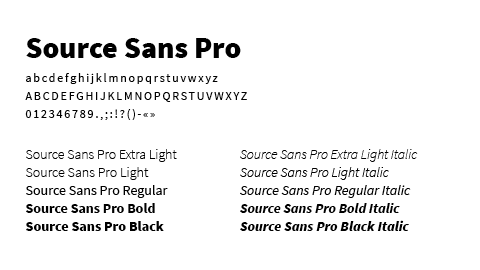 Source Sans Pro
abcdefghijklmnopqrstuvwxyz
ABCDEFGHIJKLMNOPQRSTUVWXYZ
012346789.,;:!?()-«»
Source Sans Pro Extra Light
Source Sans Pro Light
Source Sans Pro Regular
Source Sans Pro Bold
Source Sans Pro Black
Source Sans Pro Extra Light Italic
Source Sans Pro Light Italic
Source Sans Pro Regular Italic
Source Sans Pro Bold Italic
Source Sans Pro Black Italic